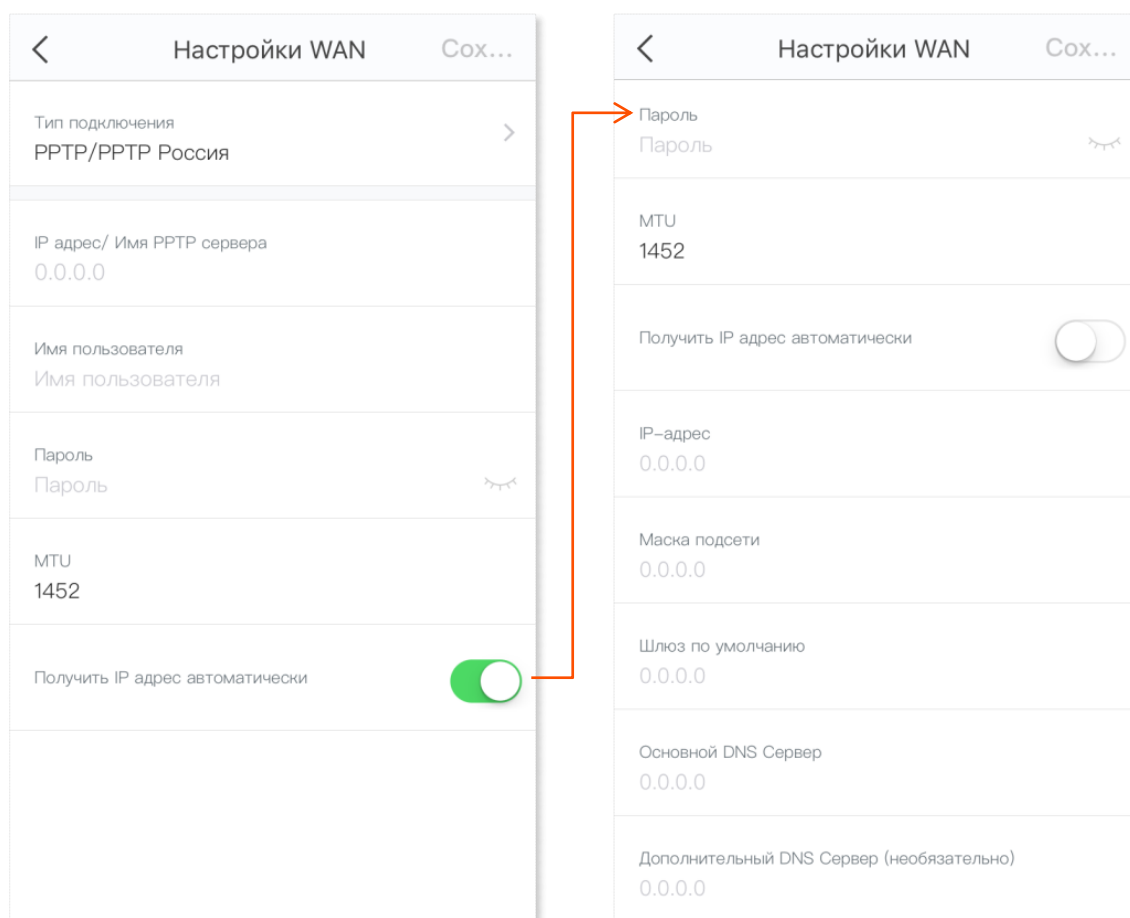 Настройки WAN
Сох...
Тип подключения
PPTP/PPTP Россия
IP адрес/ Имя PPTP сервера
0.0.0.0
Имя пользователя
Имя пользователя
Пароль
Пароль
MTU
1452
Получить IP адрес автоматически
Настройки WAN
Сох...
Пароль
Пароль
MTU
1452
Получить IP адрес автоматически
IP-адрес
0.0.0.0
Маска подсети
0.0.0.0
Шлюз по умолчанию
0.0.0.0
Основной DNS Сервер
0.0.0.0
Дополнительный DNS Сервер (необязательно)
0.0.0.0